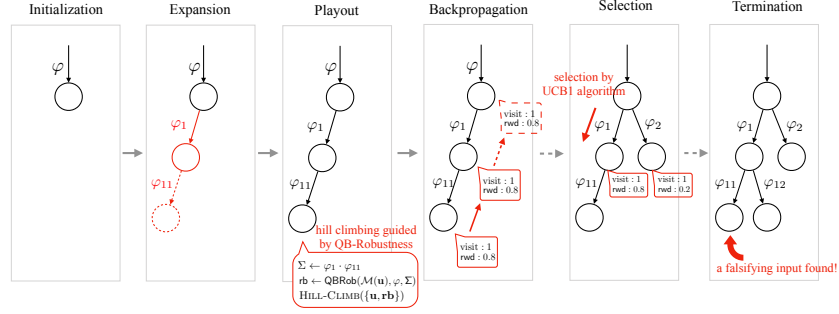 Initialization
φ
Expansion
φ
φ₁
φ₁₁
Playout
φ
φ₁
φ₁₁
hill climbing guided
by QB-Robustness
Σ ← φ₁ · φ₁₁
rb ← QBRob(M(u), φ, Σ)
HILL-CLIMB({u, rb})
Backpropagation
φ
φ₁
φ₁₁
visit : 1
rwd : 0.8
visit : 1
rwd : 0.8
visit : 1
rwd : 0.8
Selection
selection by
UCB1 algorithm
φ₁
φ₂
φ₁₁
visit : 1
rwd : 0.8
visit : 1
rwd : 0.2
Termination
φ
φ₁
φ₂
φ₁₁
φ₁₂
a falsifying input found!